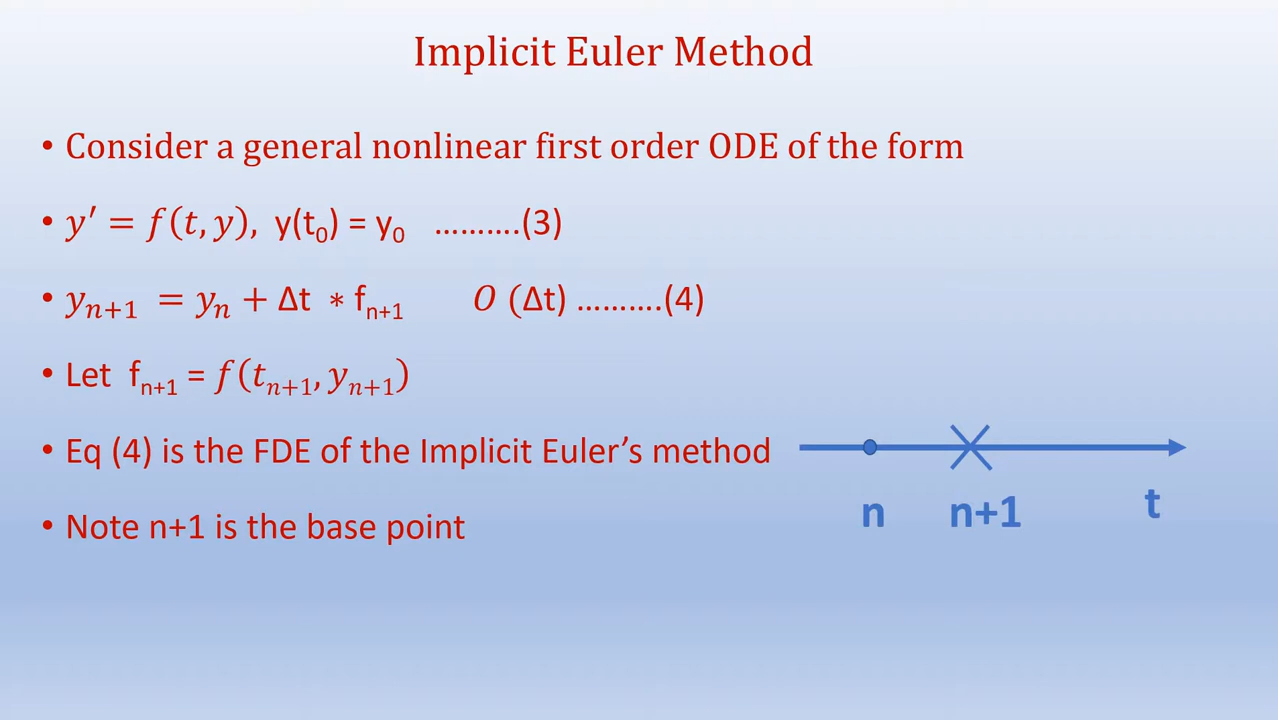 Implicit Euler Method
• Consider a general nonlinear first order ODE of the form
• y′ = f(t, y), y(t₀) = y₀ ……….(3)
• yₙ₊₁ = yₙ + Δt ∗ fₙ₊₁ O (Δt) ……….(4)
• Let fₙ₊₁ = f(tₙ₊₁, yₙ₊₁)
• Eq (4) is the FDE of the Implicit Euler’s method
• Note n+1 is the base point
n n+1 t